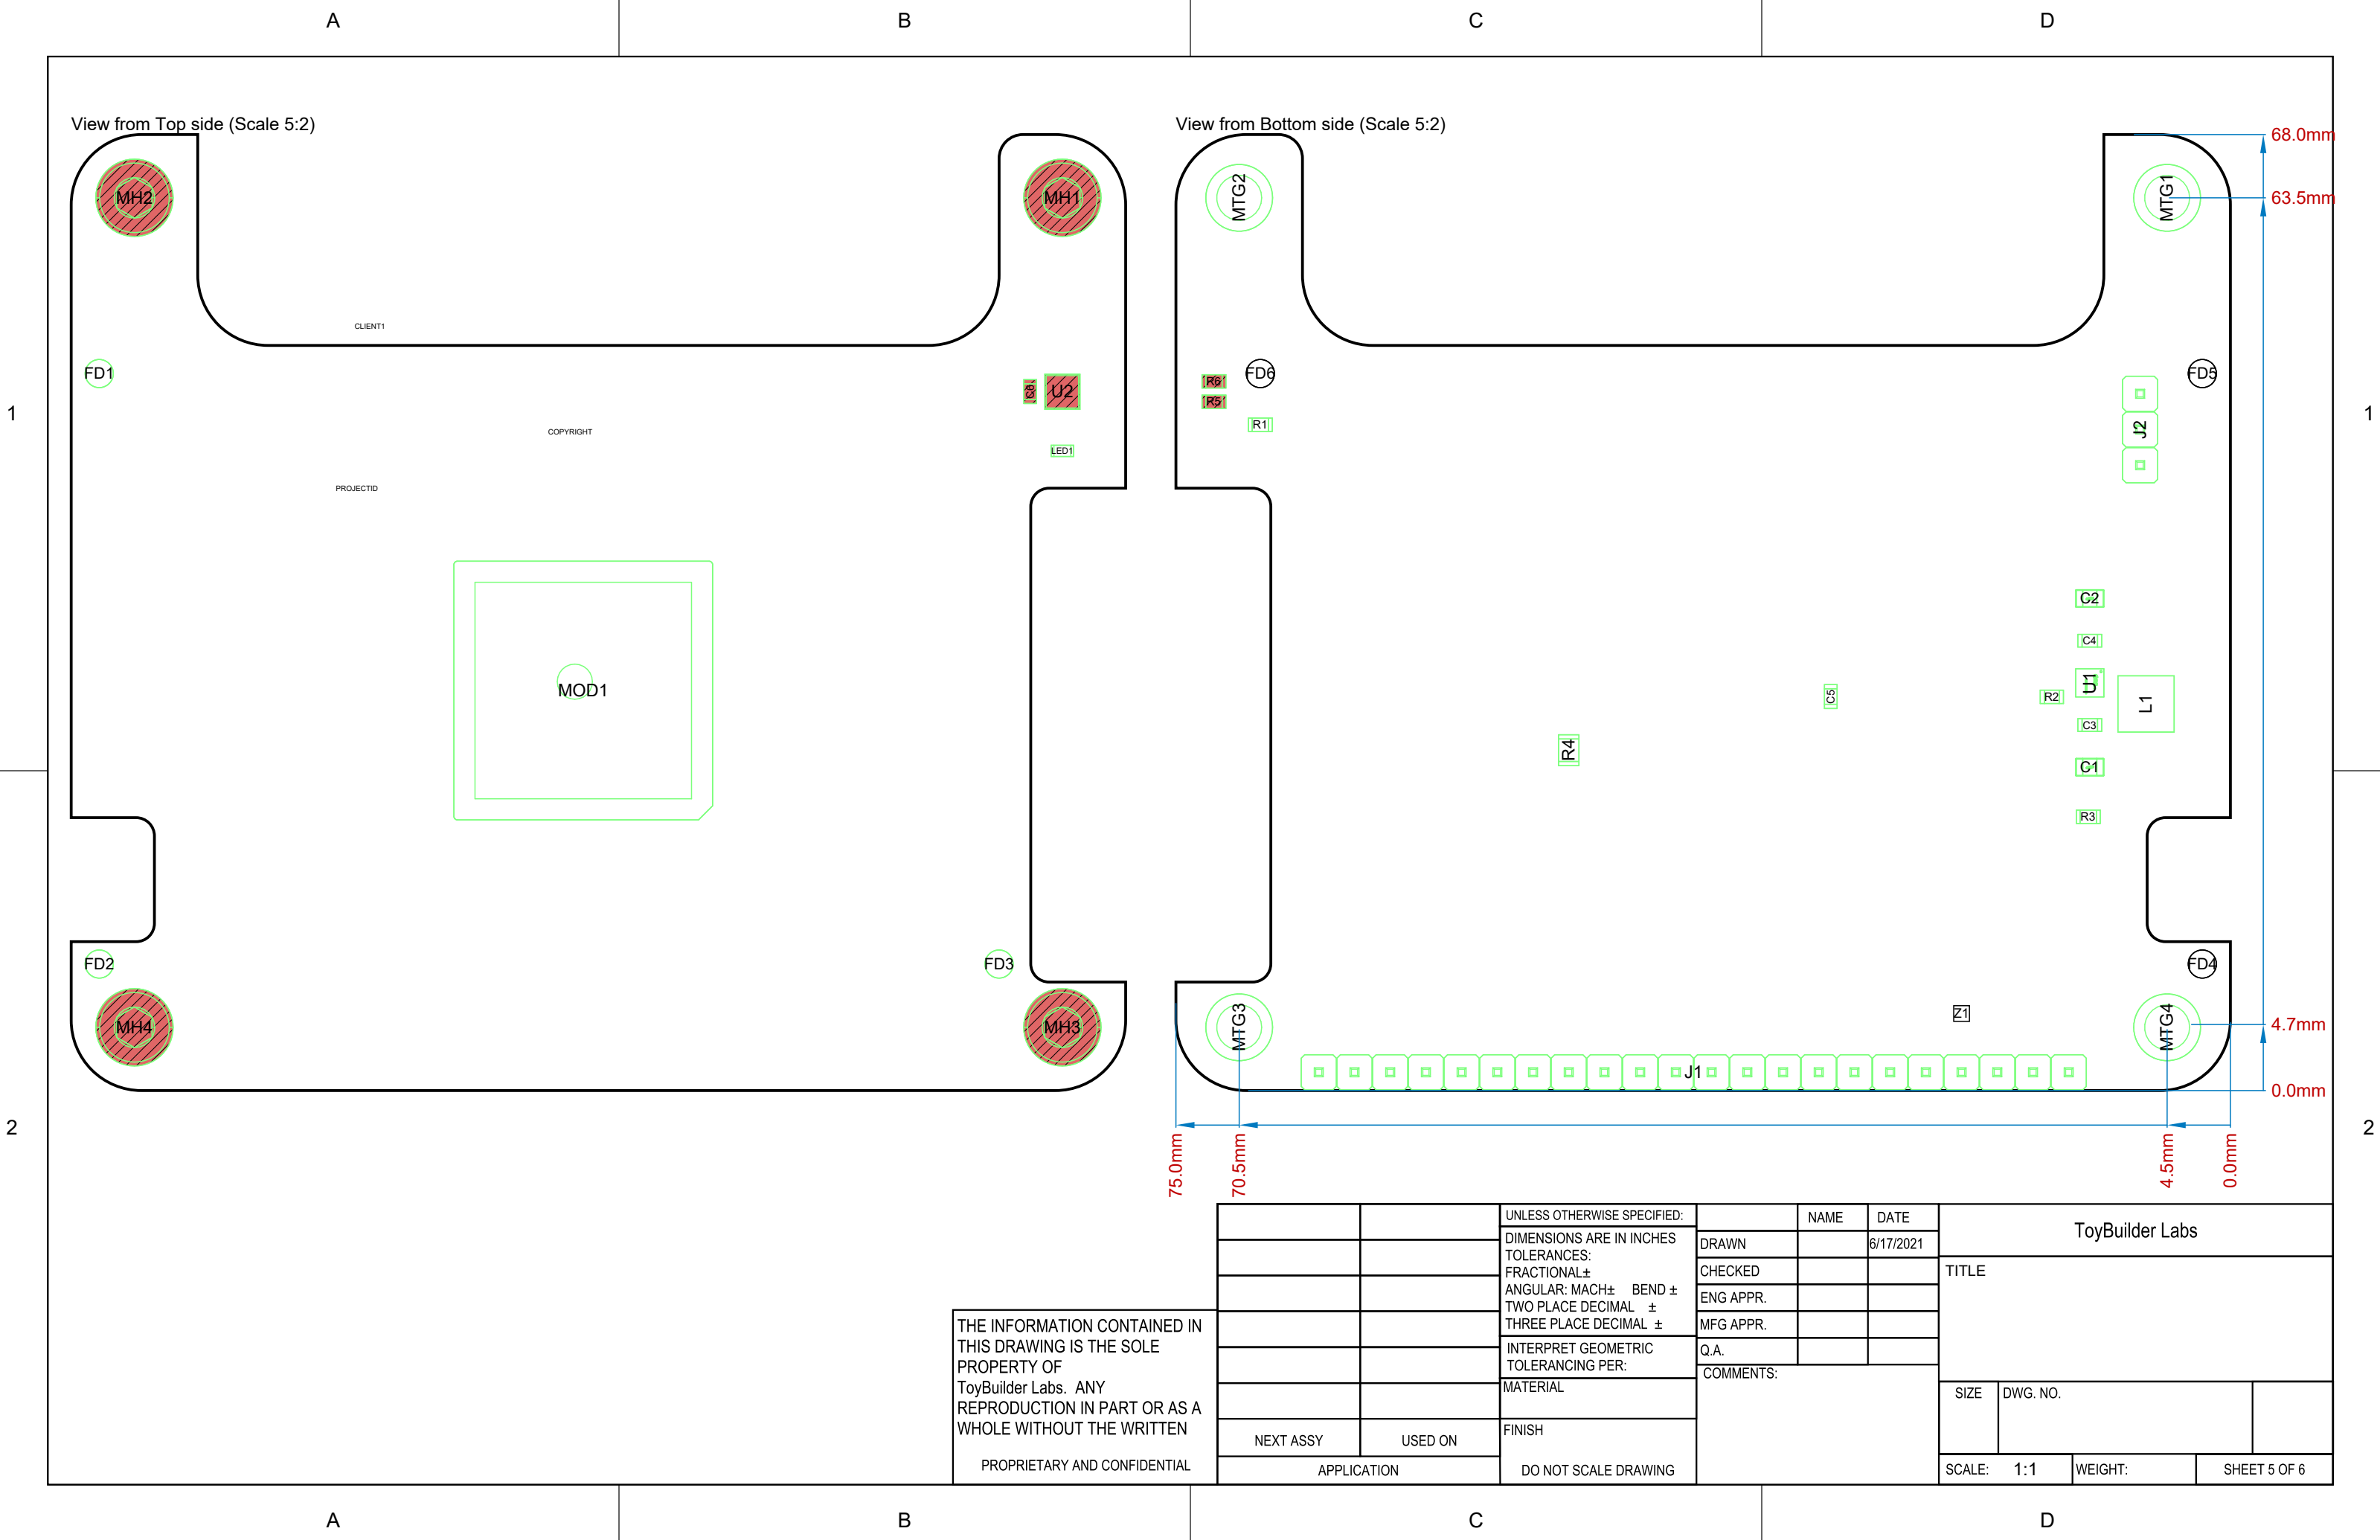 A
B
C
D
View from Top side (Scale 5:2)
View from Bottom side (Scale 5:2)
68.0mm
MH2
MH1
MTG2
MTG1
63.5mm
CLIENT1
FD1
FD6
FD5
C6
U2
R6
R5
1
1
R1
J2
COPYRIGHT
LED1
PROJECTID
C2
C4
MOD1
U1
C5
R2
L1
C3
R4
C1
R3
FD2
FD3
FD4
Z1
MH4
MH3
MTG3
MTG4
4.7mm
J1
0.0mm
2
2
75.0mm
70.5mm
4.5mm
0.0mm
UNLESS OTHERWISE SPECIFIED:
DIMENSIONS ARE IN INCHES
TOLERANCES:
FRACTIONAL±
ANGULAR: MACH± BEND ±
TWO PLACE DECIMAL ±
THREE PLACE DECIMAL ±
INTERPRET GEOMETRIC
TOLERANCING PER:
MATERIAL
FINISH
DO NOT SCALE DRAWING
NAME DATE
DRAWN 6/17/2021
CHECKED
ENG APPR.
MFG APPR.
Q.A.
COMMENTS:
ToyBuilder Labs
TITLE
SIZE DWG. NO.
SCALE: 1:1 WEIGHT: SHEET 5 OF 6
THE INFORMATION CONTAINED IN
THIS DRAWING IS THE SOLE
PROPERTY OF
ToyBuilder Labs. ANY
REPRODUCTION IN PART OR AS A
WHOLE WITHOUT THE WRITTEN
PROPRIETARY AND CONFIDENTIAL
NEXT ASSY USED ON
APPLICATION
A
B
C
D